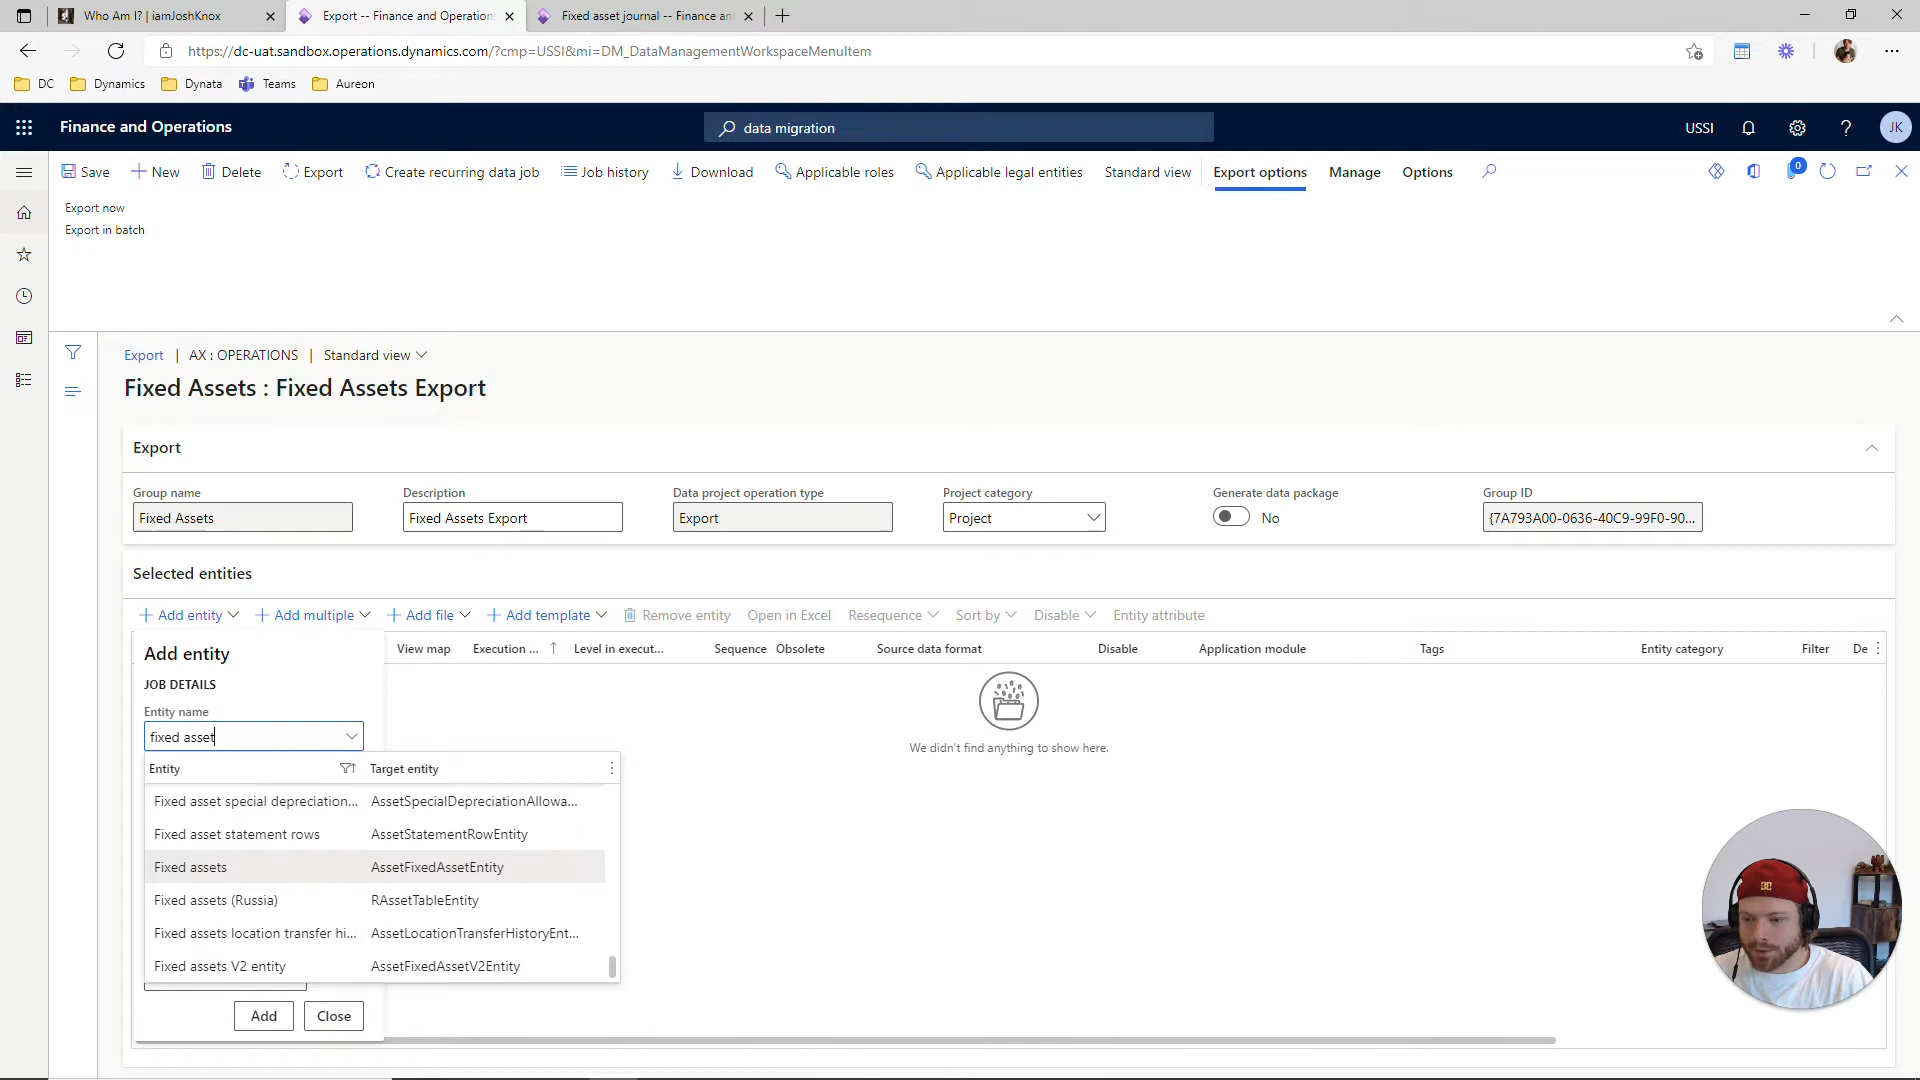 Who Am I? | iamJoshKnox
Export -- Finance and Operations
Fixed asset journal -- Finance and
https://dc-uat.sandbox.operations.dynamics.com/?cmp=USSI&mi=DM_DataManagementWorkspaceMenuItem
DC Dynamics Dynata Teams Aureon
Finance and Operations
data migration
USSI
JK
Save New Delete Export Create recurring data job Job history Download Applicable roles Applicable legal entities Standard view Export options Manage Options
0
Export now
Export in batch
Export | AX : OPERATIONS | Standard view
Fixed Assets : Fixed Assets Export
Export
Group name Description Data project operation type Project category Generate data package Group ID
Fixed Assets Fixed Assets Export Export Project No {7A793A00-0636-40C9-99F0-90...
Selected entities
Add entity Add multiple Add file Add template Remove entity Open in Excel Resequence Sort by Disable Entity attribute
View map Execution ... Level in execut... Sequence Obsolete Source data format Disable Application module Tags Entity category Filter De
Add entity
JOB DETAILS
Entity name
fixed asset
We didn't find anything to show here.
Entity Target entity
Fixed asset special depreciation... AssetSpecialDepreciationAllowa...
Fixed asset statement rows AssetStatementRowEntity
Fixed assets AssetFixedAssetEntity
Fixed assets (Russia) RAssetTableEntity
Fixed assets location transfer hi... AssetLocationTransferHistoryEnt...
Fixed assets V2 entity AssetFixedAssetV2Entity
Add Close